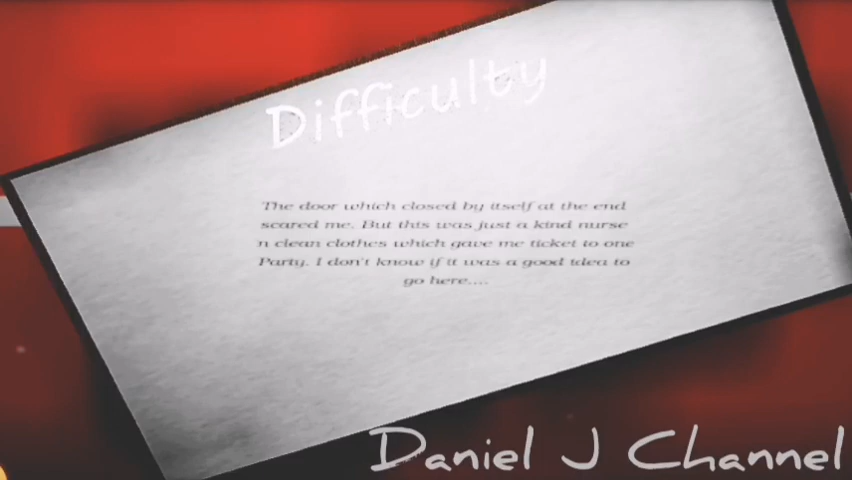 Difficulty
The door which closed by itself at the end
scared me. But this was just a kind nurse
n clean clothes which gave me ticket to one
Party. I don't know if it was a good idea to
go here....
Daniel J Channel